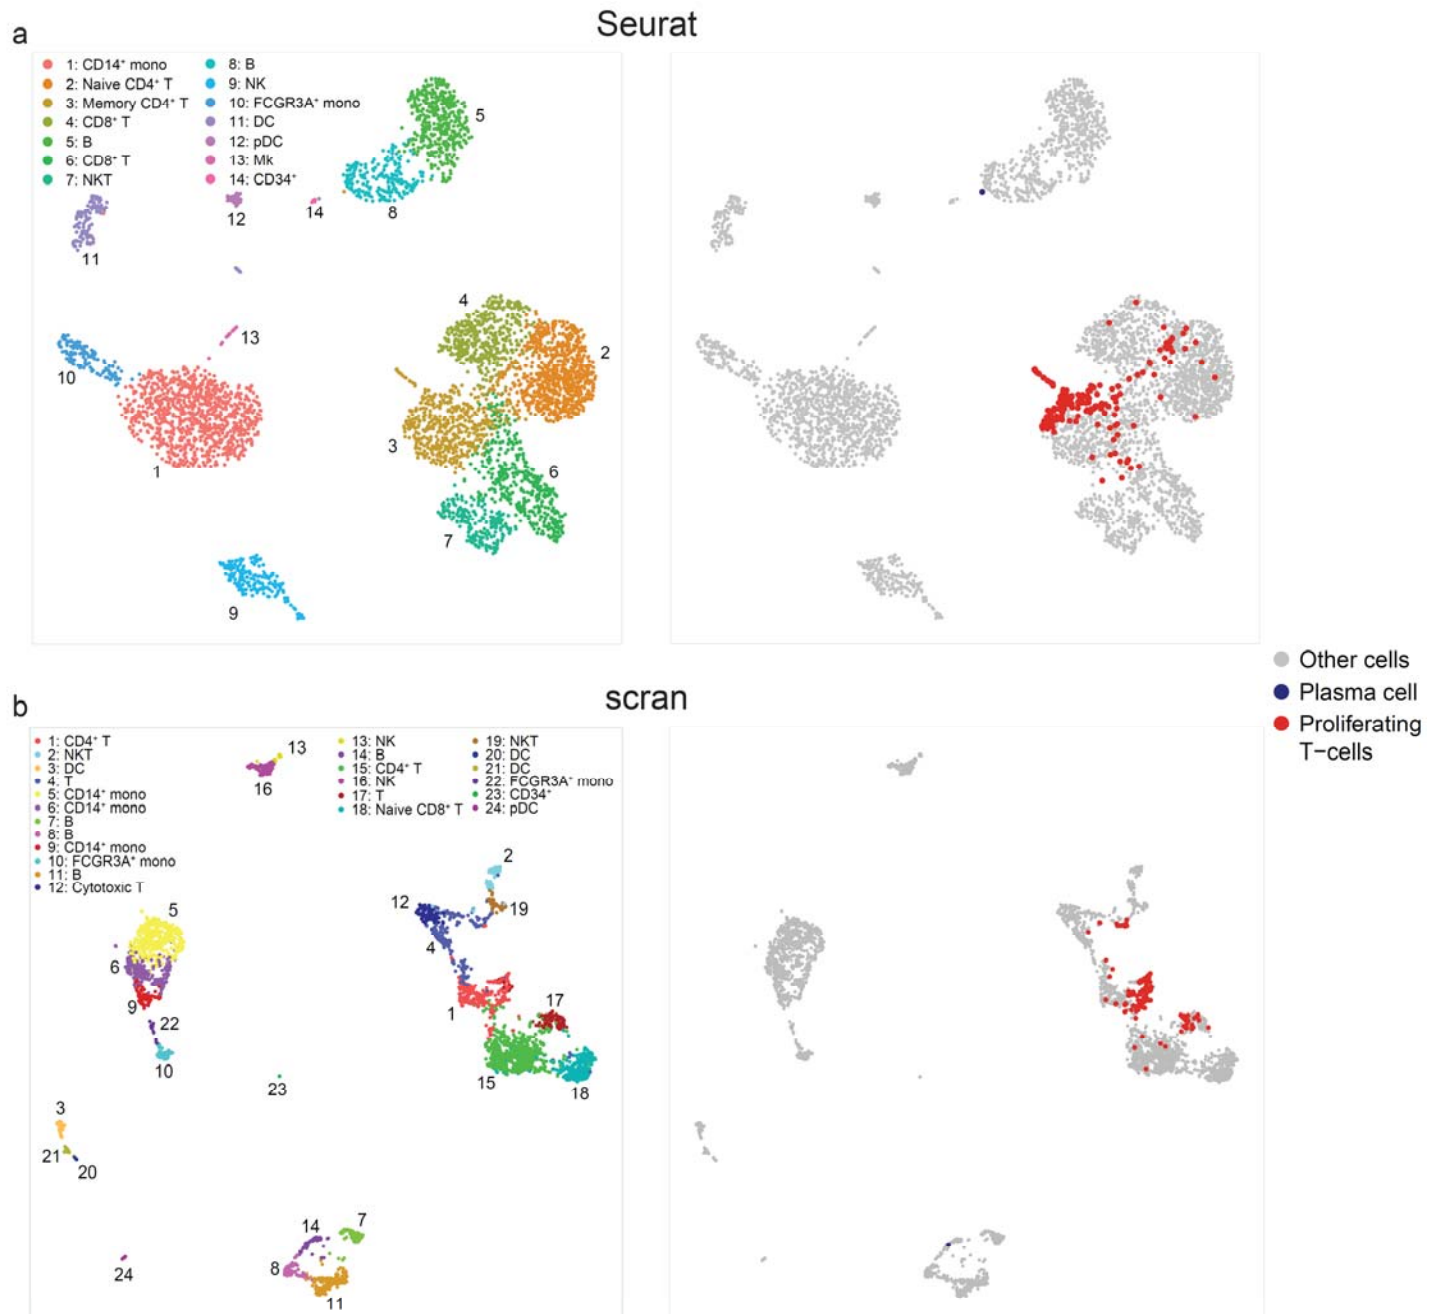 a
Seurat
1: CD14⁺ mono
2: Naive CD4⁺ T
3: Memory CD4⁺ T
4: CD8⁺ T
5: B
6: CD8⁺ T
7: NKT
8: B
9: NK
10: FCGR3A⁺ mono
11: DC
12: pDC
13: Mk
14: CD34⁺
5
8
14
12
11
4
2
13
10
3
1
6
7
9
Other cells
Plasma cell
Proliferating
T−cells
b
scran
1: CD4⁺ T
2: NKT
3: DC
4: T
5: CD14⁺ mono
6: CD14⁺ mono
7: B
8: B
9: CD14⁺ mono
10: FCGR3A⁺ mono
11: B
12: Cytotoxic T
13: NK
14: B
15: CD4⁺ T
16: NK
17: T
18: Naive CD8⁺ T
19: NKT
20: DC
21: DC
22: FCGR3A⁺ mono
23: CD34⁺
24: pDC
13
16
2
12
19
5
4
6
9
22
1
17
10
15
23
18
3
21
20
14
7
8
24
11